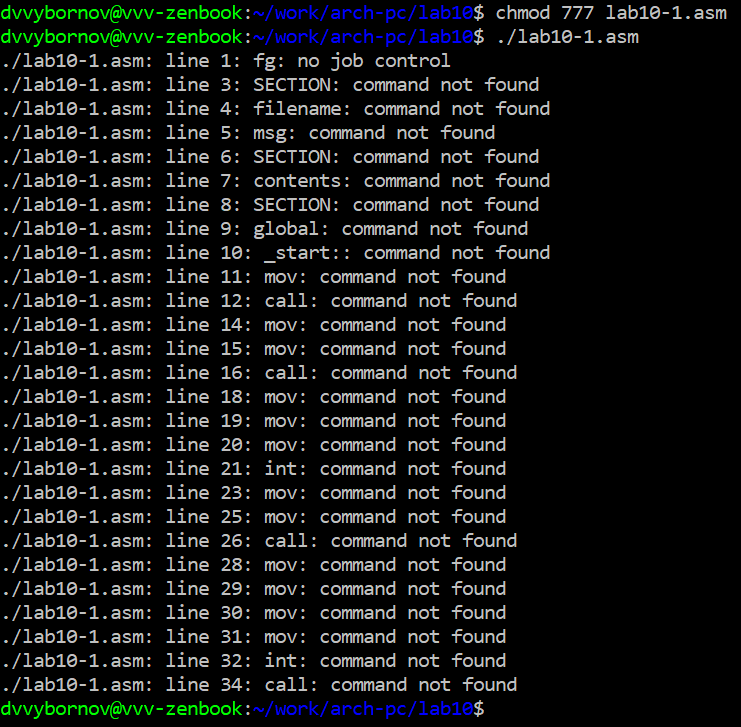 dvvybornov@vvv-zenbook:~/work/arch-pc/lab10$ chmod 777 lab10-1.asm
dvvybornov@vvv-zenbook:~/work/arch-pc/lab10$ ./lab10-1.asm
./lab10-1.asm: line 1: fg: no job control
./lab10-1.asm: line 3: SECTION: command not found
./lab10-1.asm: line 4: filename: command not found
./lab10-1.asm: line 5: msg: command not found
./lab10-1.asm: line 6: SECTION: command not found
./lab10-1.asm: line 7: contents: command not found
./lab10-1.asm: line 8: SECTION: command not found
./lab10-1.asm: line 9: global: command not found
./lab10-1.asm: line 10: _start:: command not found
./lab10-1.asm: line 11: mov: command not found
./lab10-1.asm: line 12: call: command not found
./lab10-1.asm: line 14: mov: command not found
./lab10-1.asm: line 15: mov: command not found
./lab10-1.asm: line 16: call: command not found
./lab10-1.asm: line 18: mov: command not found
./lab10-1.asm: line 19: mov: command not found
./lab10-1.asm: line 20: mov: command not found
./lab10-1.asm: line 21: int: command not found
./lab10-1.asm: line 23: mov: command not found
./lab10-1.asm: line 25: mov: command not found
./lab10-1.asm: line 26: call: command not found
./lab10-1.asm: line 28: mov: command not found
./lab10-1.asm: line 29: mov: command not found
./lab10-1.asm: line 30: mov: command not found
./lab10-1.asm: line 31: mov: command not found
./lab10-1.asm: line 32: int: command not found
./lab10-1.asm: line 34: call: command not found
dvvybornov@vvv-zenbook:~/work/arch-pc/lab10$